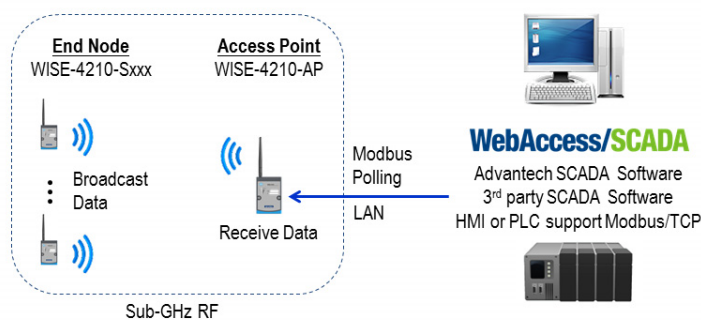 End Node
WISE-4210-Sxxx
Access Point
WISE-4210-AP
Broadcast
Data
Receive Data
Sub-GHz RF
Modbus
Polling
LAN
WebAccess/SCADA
Advantech SCADA Software
3rd party SCADA Software
HMI or PLC support Modbus/TCP